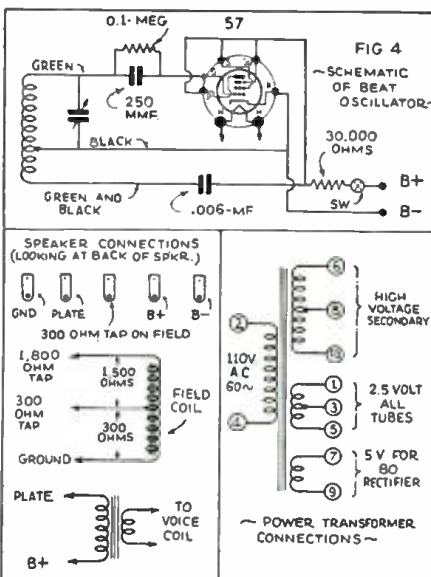 0.1-MEG
57
FIG 4
~SCHEMATIC
OF BEAT
OSCILLATOR~
GREEN
250
MMF.
BLACK
30,000
OHMS
B+
SW
B-
GREEN AND
BLACK
.006-MF
SPEAKER CONNECTIONS
(LOOKING AT BACK OF SPKR.)
GND
PLATE
B+
B-
300 OHM TAP ON FIELD
1,800
OHM
TAP
1,500
OHMS
FIELD
COIL
300
OHM
TAP
300
OHMS
GROUND
PLATE
TO
VOICE
COIL
B+
2
110V
AC
60~
4
6
8
10
HIGH
VOLTAGE
SECONDARY
1
3
5
2.5 VOLT
ALL
TUBES
7
9
5 V FOR
80
RECTIFIER
~ POWER TRANSFORMER
CONNECTIONS ~